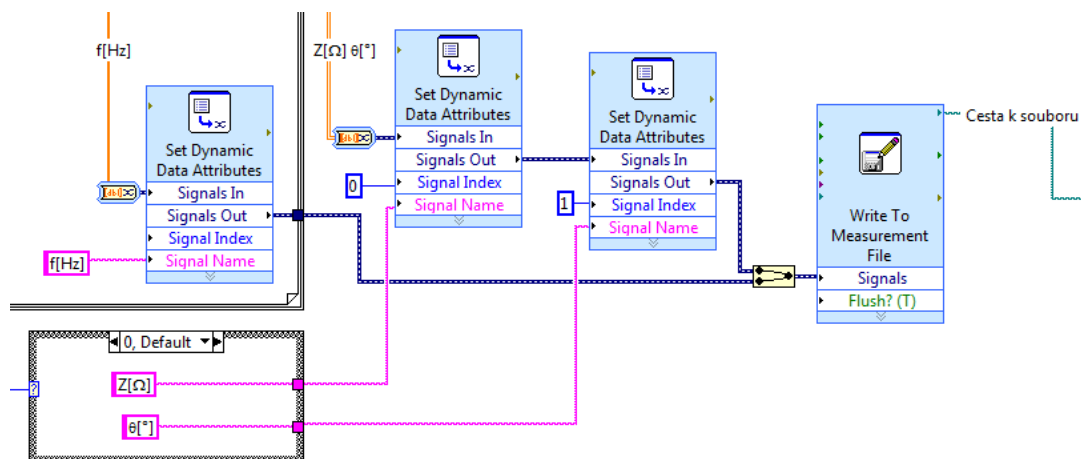 f[Hz]
Set Dynamic
Data Attributes
Signals In
Signals Out
Signal Index
Signal Name
f[Hz]
Z[Ω] θ[°]
Set Dynamic
Data Attributes
Signals In
Signals Out
Signal Index
Signal Name
0
Set Dynamic
Data Attributes
Signals In
Signals Out
Signal Index
Signal Name
1
Write To
Measurement
File
Signals
Flush? (T)
Cesta k souboru
0, Default
?
Z[Ω]
θ[°]